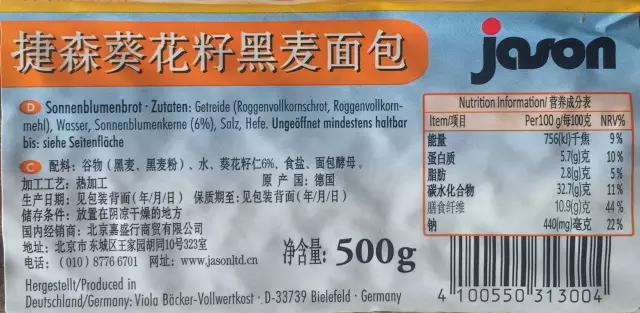 捷森葵花籽黑麦面包
jason
D Sonnenblumenbrot · Zutaten: Getreide (Roggenvollkornschrot, Roggenvollkorn-
mehl), Wasser, Sonnenblumenkerne (6%), Salz, Hefe. Ungeöffnet mindestens haltbar
bis: siehe Seitenfläche
C 配料：谷物（黑麦、黑麦粉）、水、葵花籽仁6%、食盐、面包酵母。
加工工艺：热加工 原产国：德国
生产日期：见包装背面（年/月/日） 保质期至：见包装背面（年/月/日）
储存条件：放置在阴凉干燥的地方
国内经销商：北京嘉盛行商贸有限公司
地址：北京市东城区王家园胡同10号323室
电话：（010）8776 6701 网址：www.jasonltd.cn
净含量：500g
Hergestellt/Produced in
Deutschland/Germany: Viola Bäcker-Vollwertkost · D-33739 Bielefeld · Germany
Nutrition Information/营养成分表
Item/项目 Per100 g/每100克 NRV%
能量 756(kJ)千焦 9%
蛋白质 5.7(g)克 10%
脂肪 2.8(g)克 5%
碳水化合物 32.7(g)克 11%
膳食纤维 10.9(g)克 44%
钠 440(mg)毫克 22%
4 100550 313004